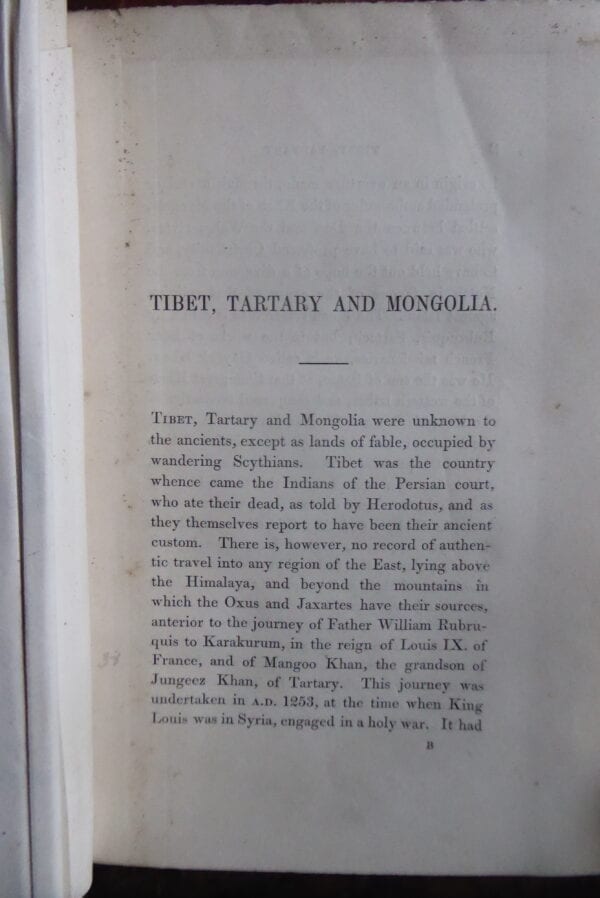 TIBET, TARTARY AND MONGOLIA.
TIBET, Tartary and Mongolia were unknown to
the ancients, except as lands of fable, occupied by
wandering Scythians. Tibet was the country
whence came the Indians of the Persian court,
who ate their dead, as told by Herodotus, and as
they themselves report to have been their ancient
custom. There is, however, no record of authen-
tic travel into any region of the East, lying above
the Himalaya, and beyond the mountains in
which the Oxus and Jaxartes have their sources,
anterior to the journey of Father William Rubru-
quis to Karakurum, in the reign of Louis IX. of
France, and of Mangoo Khan, the grandson of
Jungeez Khan, of Tartary. This journey was
undertaken in A.D. 1253, at the time when King
Louis was in Syria, engaged in a holy war. It had
B